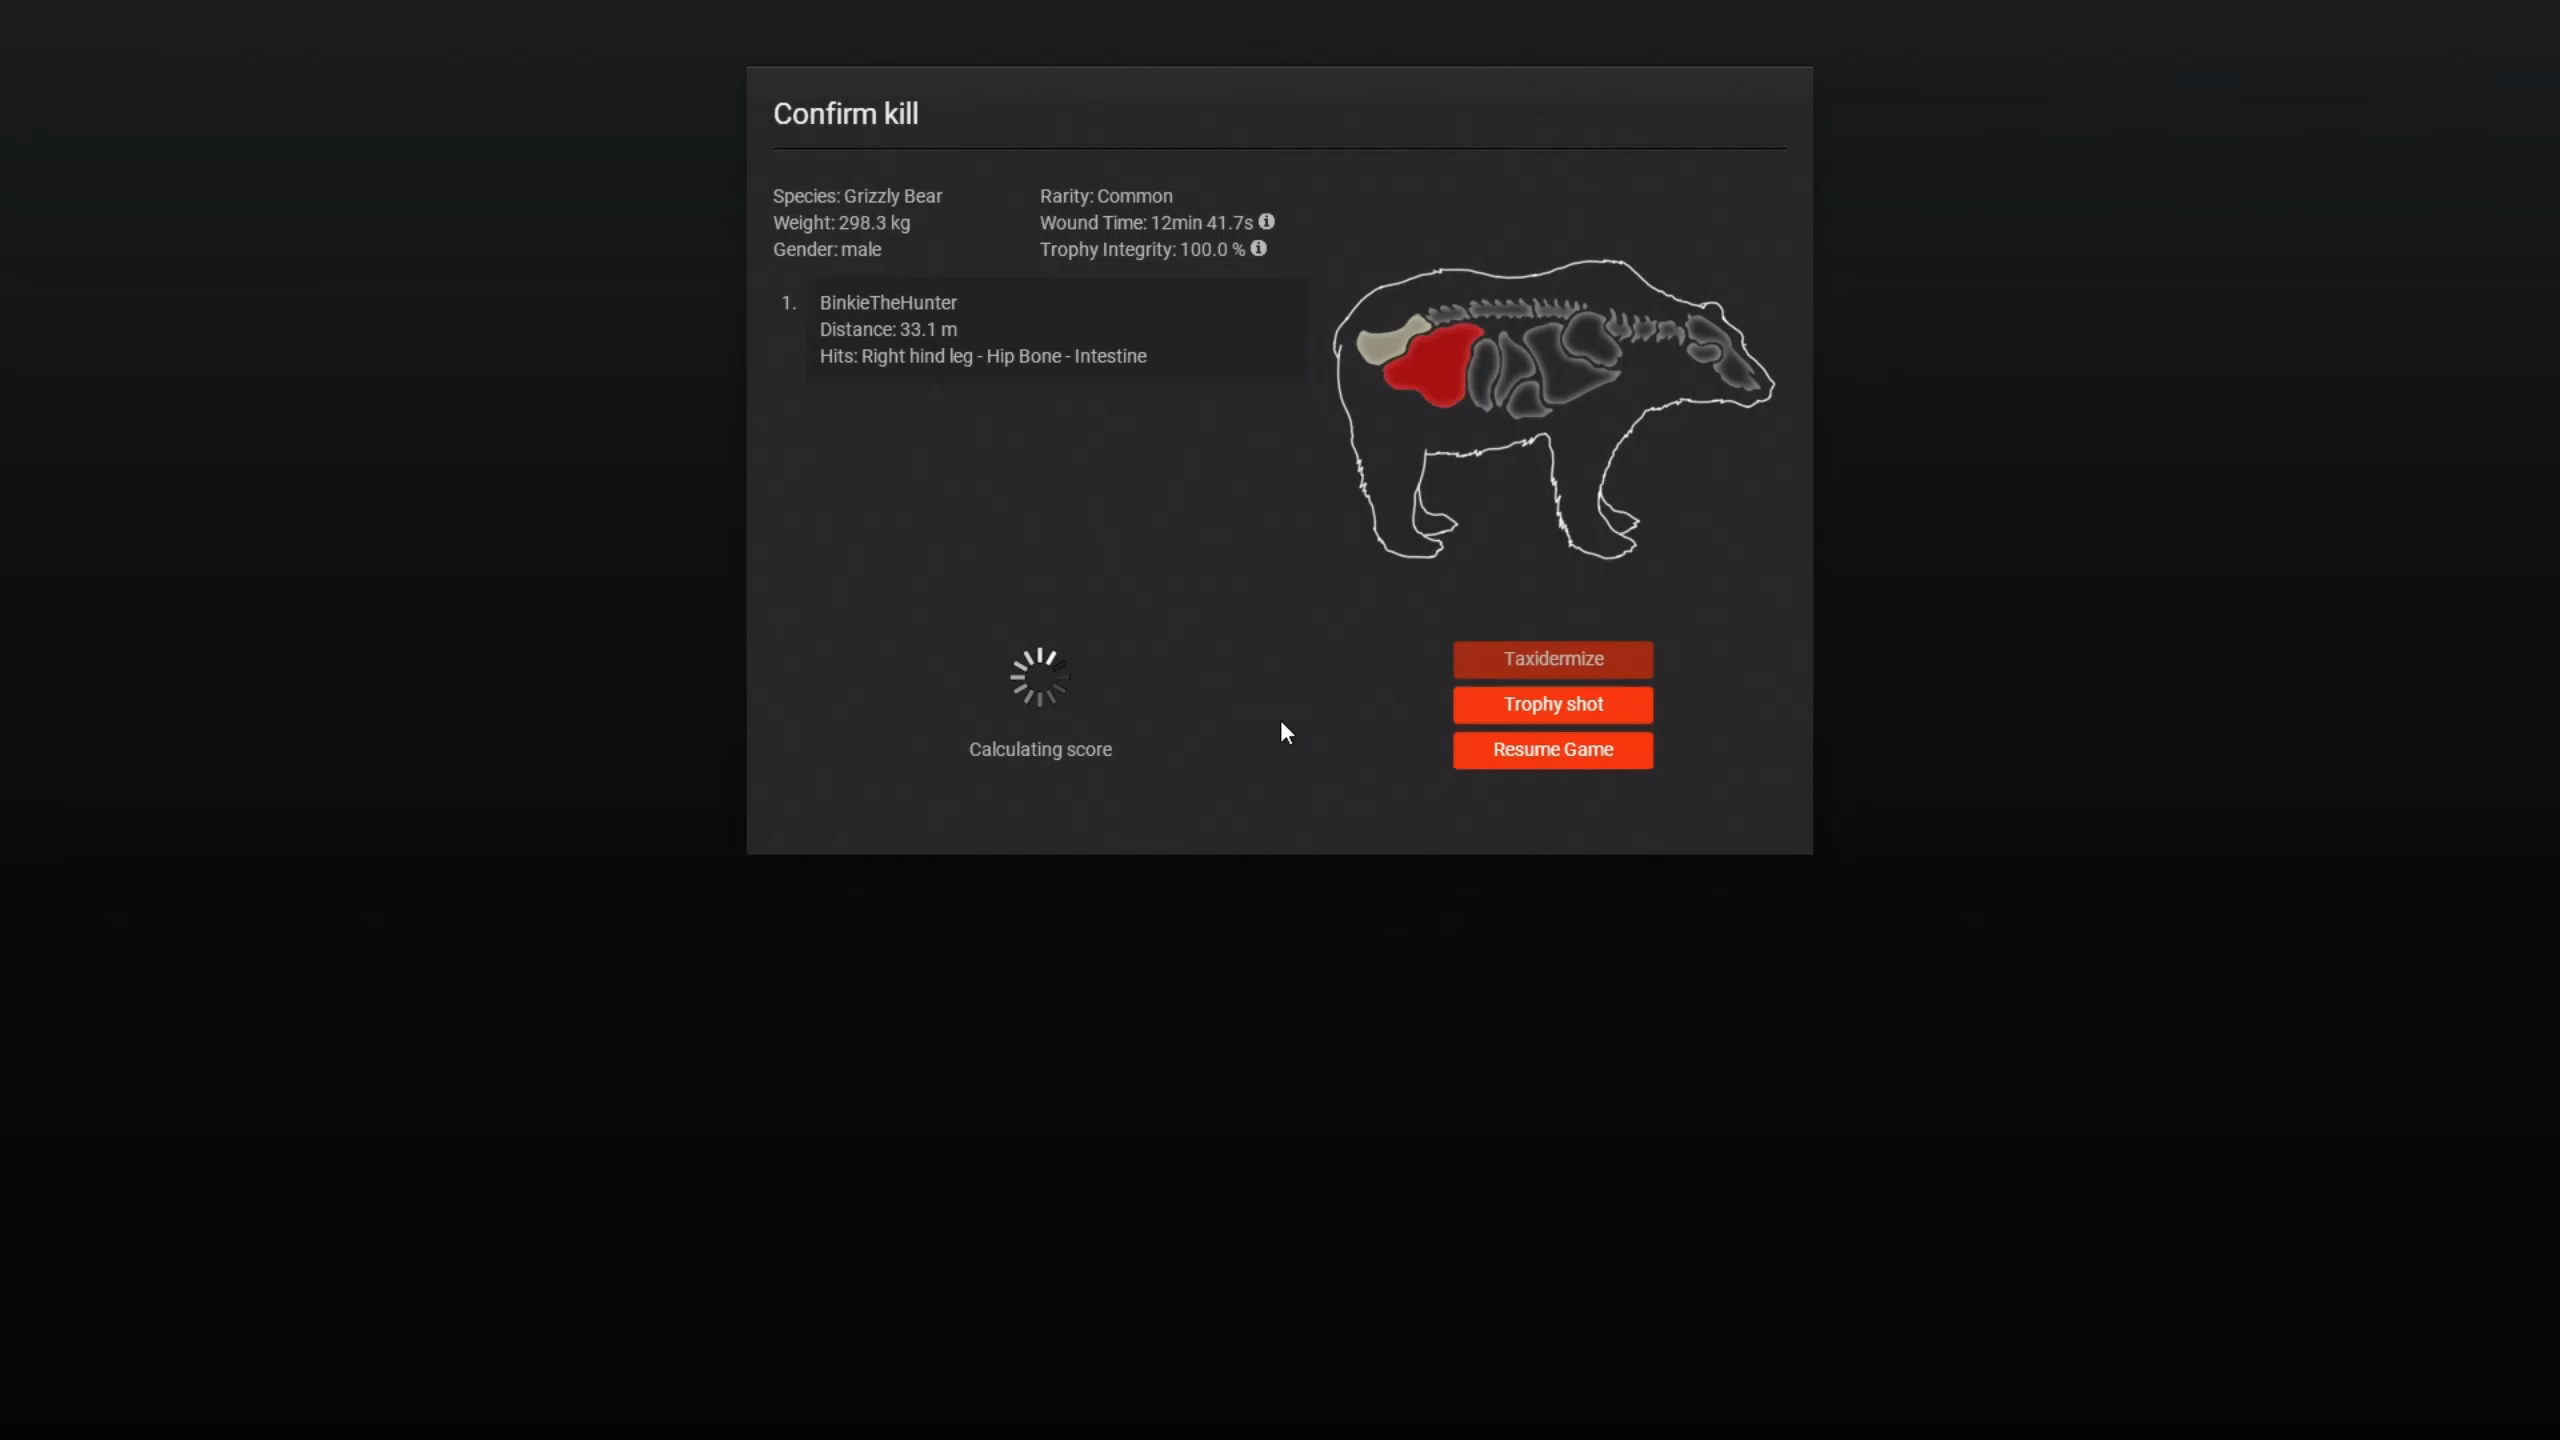 Confirm kill
Species: Grizzly Bear
Weight: 298.3 kg
Gender: male
Rarity: Common
Wound Time: 12min 41.7s
Trophy Integrity: 100.0 %
1.
BinkieTheHunter
Distance: 33.1 m
Hits: Right hind leg - Hip Bone - Intestine
Calculating score
Taxidermize
Trophy shot
Resume Game